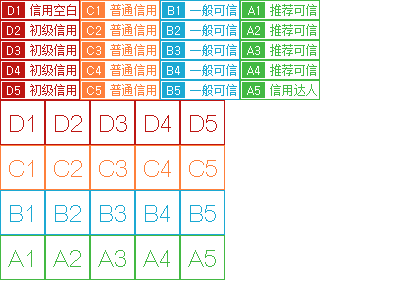 D1 信用空白 C1 普通信用 B1 一般可信 A1 推荐可信
D2 初级信用 C2 普通信用 B2 一般可信 A2 推荐可信
D3 初级信用 C3 普通信用 B3 一般可信 A3 推荐可信
D4 初级信用 C4 普通信用 B4 一般可信 A4 推荐可信
D5 初级信用 C5 普通信用 B5 一般可信 A5 信用达人
D1 D2 D3 D4 D5
C1 C2 C3 C4 C5
B1 B2 B3 B4 B5
A1 A2 A3 A4 A5